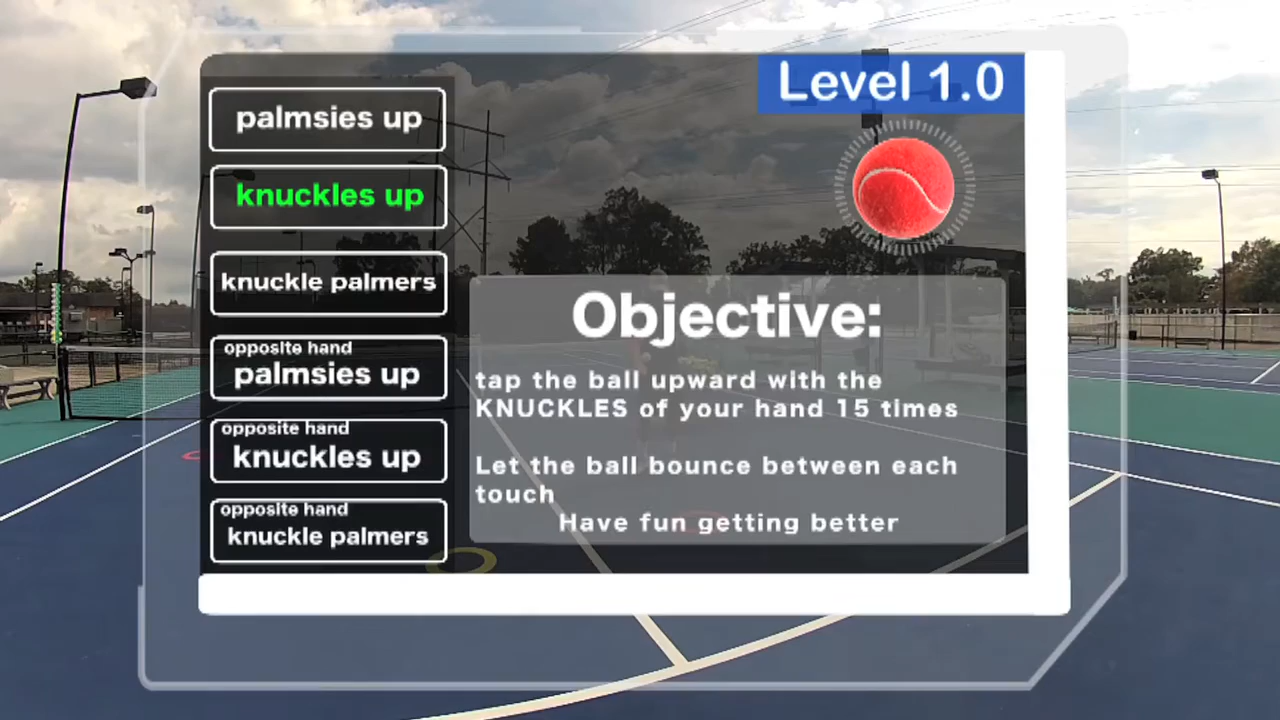 Level 1.0
palmsies up
knuckles up
knuckle palmers
opposite hand
palmsies up
opposite hand
knuckles up
opposite hand
knuckle palmers
Objective:
tap the ball upward with the
KNUCKLES of your hand 15 times
Let the ball bounce between each
touch
Have fun getting better